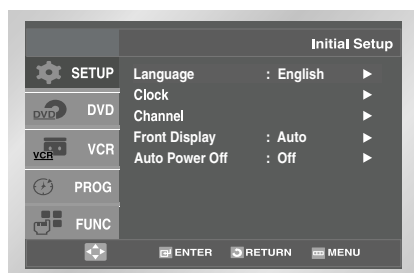 Initial Setup
SETUP
DVD DVD
VCR VCR
PROG
FUNC
Language : English ►
Clock ►
Channel ►
Front Display : Auto ►
Auto Power Off : Off ►
ENTER RETURN MENU